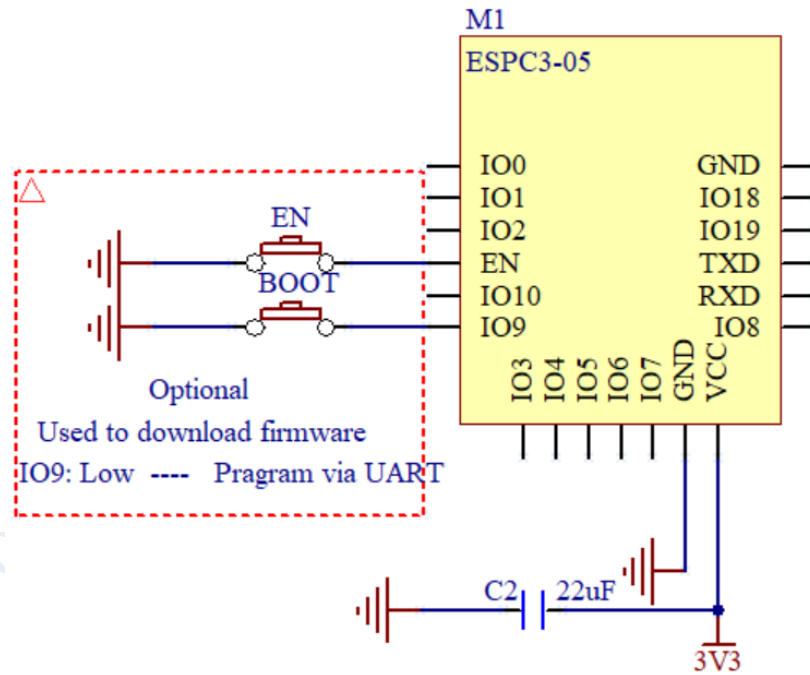 M1
ESPC3-05
IO0
IO1
IO2
EN
IO10
IO9
GND
IO18
IO19
TXD
RXD
IO8
IO3
IO4
IO5
IO6
IO7
GND
VCC
EN
BOOT
Optional
Used to download firmware
IO9: Low ---- Pragram via UART
C2
22uF
3V3